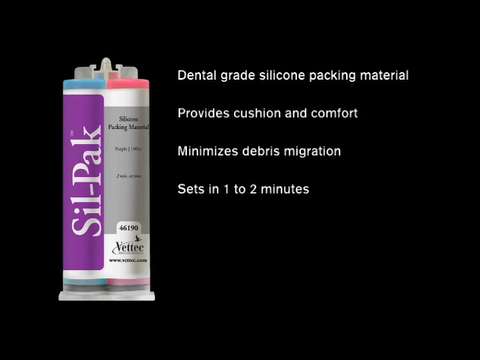 Dental grade silicone packing material
Provides cushion and comfort
Minimizes debris migration
Sets in 1 to 2 minutes
Sil-Pak
Silicone
Packing Material
46190
Vettec
www.vettec.com